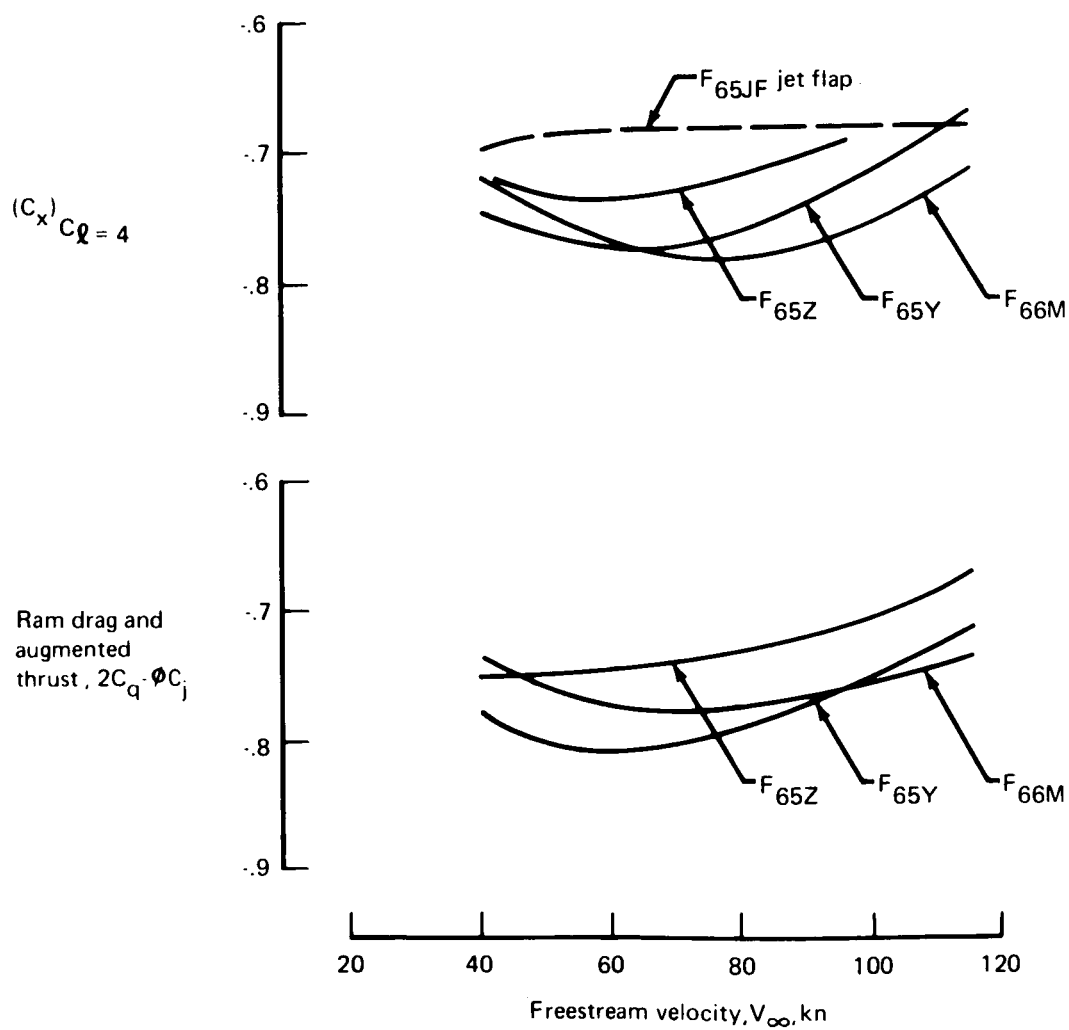 -.6
-.7
-.8
-.9
(Cx)Cℓ = 4
F65JF jet flap
F65Z
F65Y
F66M
-.6
-.7
-.8
-.9
Ram drag and
augmented
thrust, 2Cq-ØCj
F65Z
F65Y
F66M
20
40
60
80
100
120
Freestream velocity, V∞, kn